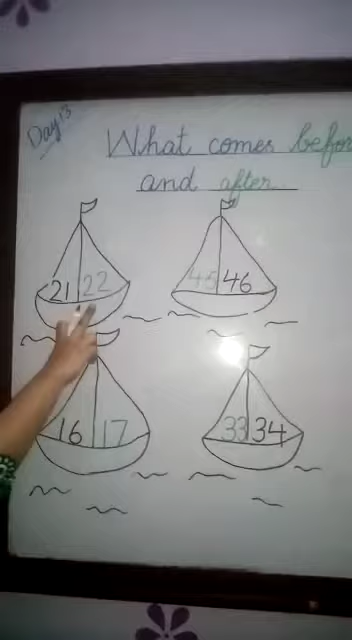 Day 13
What comes befor
and after
21 22
45 46
16 17
33 34